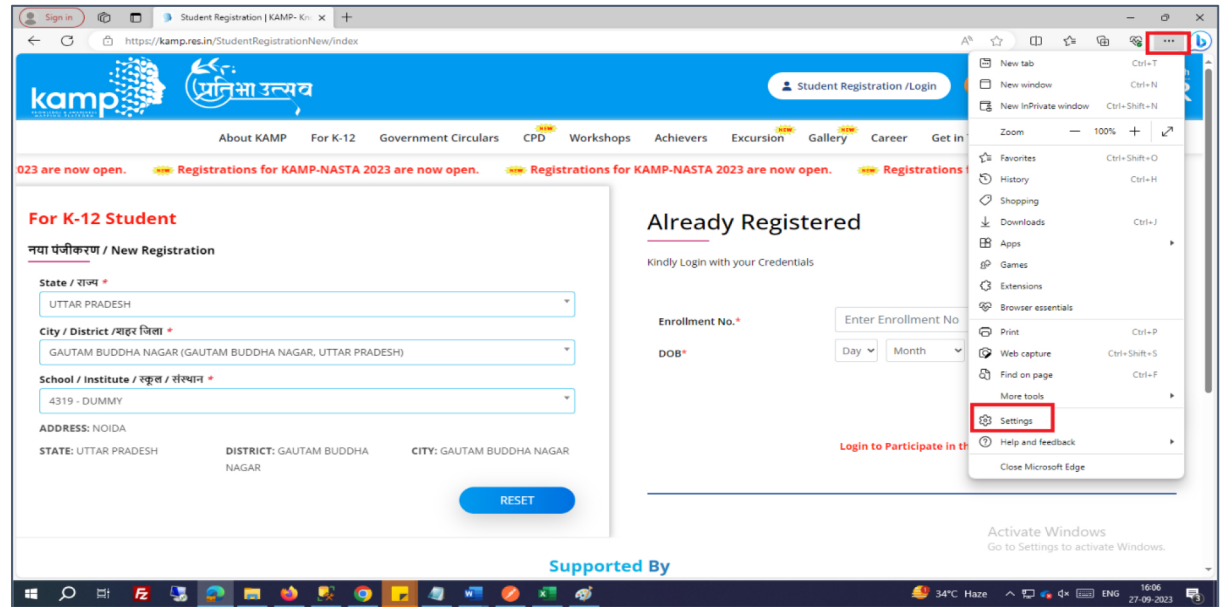 Sign in
Student Registration | KAMP- Kn
https://kamp.res.in/StudentRegistrationNew/index
kamp
प्रतिभा उत्सव
Student Registration /Login
About KAMP For K-12 Government Circulars CPD Workshops Achievers Excursion Gallery Career Get in
023 are now open. NEW Registrations for KAMP-NASTA 2023 are now open. NEW Registrations for KAMP-NASTA 2023 are now open. NEW Registrations
For K-12 Student
नया पंजीकरण / New Registration
State / राज्य *
UTTAR PRADESH
City / District /शहर जिला *
GAUTAM BUDDHA NAGAR (GAUTAM BUDDHA NAGAR, UTTAR PRADESH)
School / Institute / स्कूल / संस्थान *
4319 - DUMMY
ADDRESS: NOIDA
STATE: UTTAR PRADESH DISTRICT: GAUTAM BUDDHA NAGAR CITY: GAUTAM BUDDHA NAGAR
RESET
Already Registered
Kindly Login with your Credentials
Enrollment No.* Enter Enrollment No
DOB* Day Month
Login to Participate in th
New tab Ctrl+T
New window Ctrl+N
New InPrivate window Ctrl+Shift+N
Zoom — 100% +
Favorites Ctrl+Shift+O
History Ctrl+H
Shopping
Downloads Ctrl+J
Apps
Games
Extensions
Browser essentials
Print Ctrl+P
Web capture Ctrl+Shift+S
Find on page Ctrl+F
More tools
Settings
Help and feedback
Close Microsoft Edge
Activate Windows
Go to Settings to activate Windows.
Supported By
34°C Haze ENG 16:06
27-09-2023